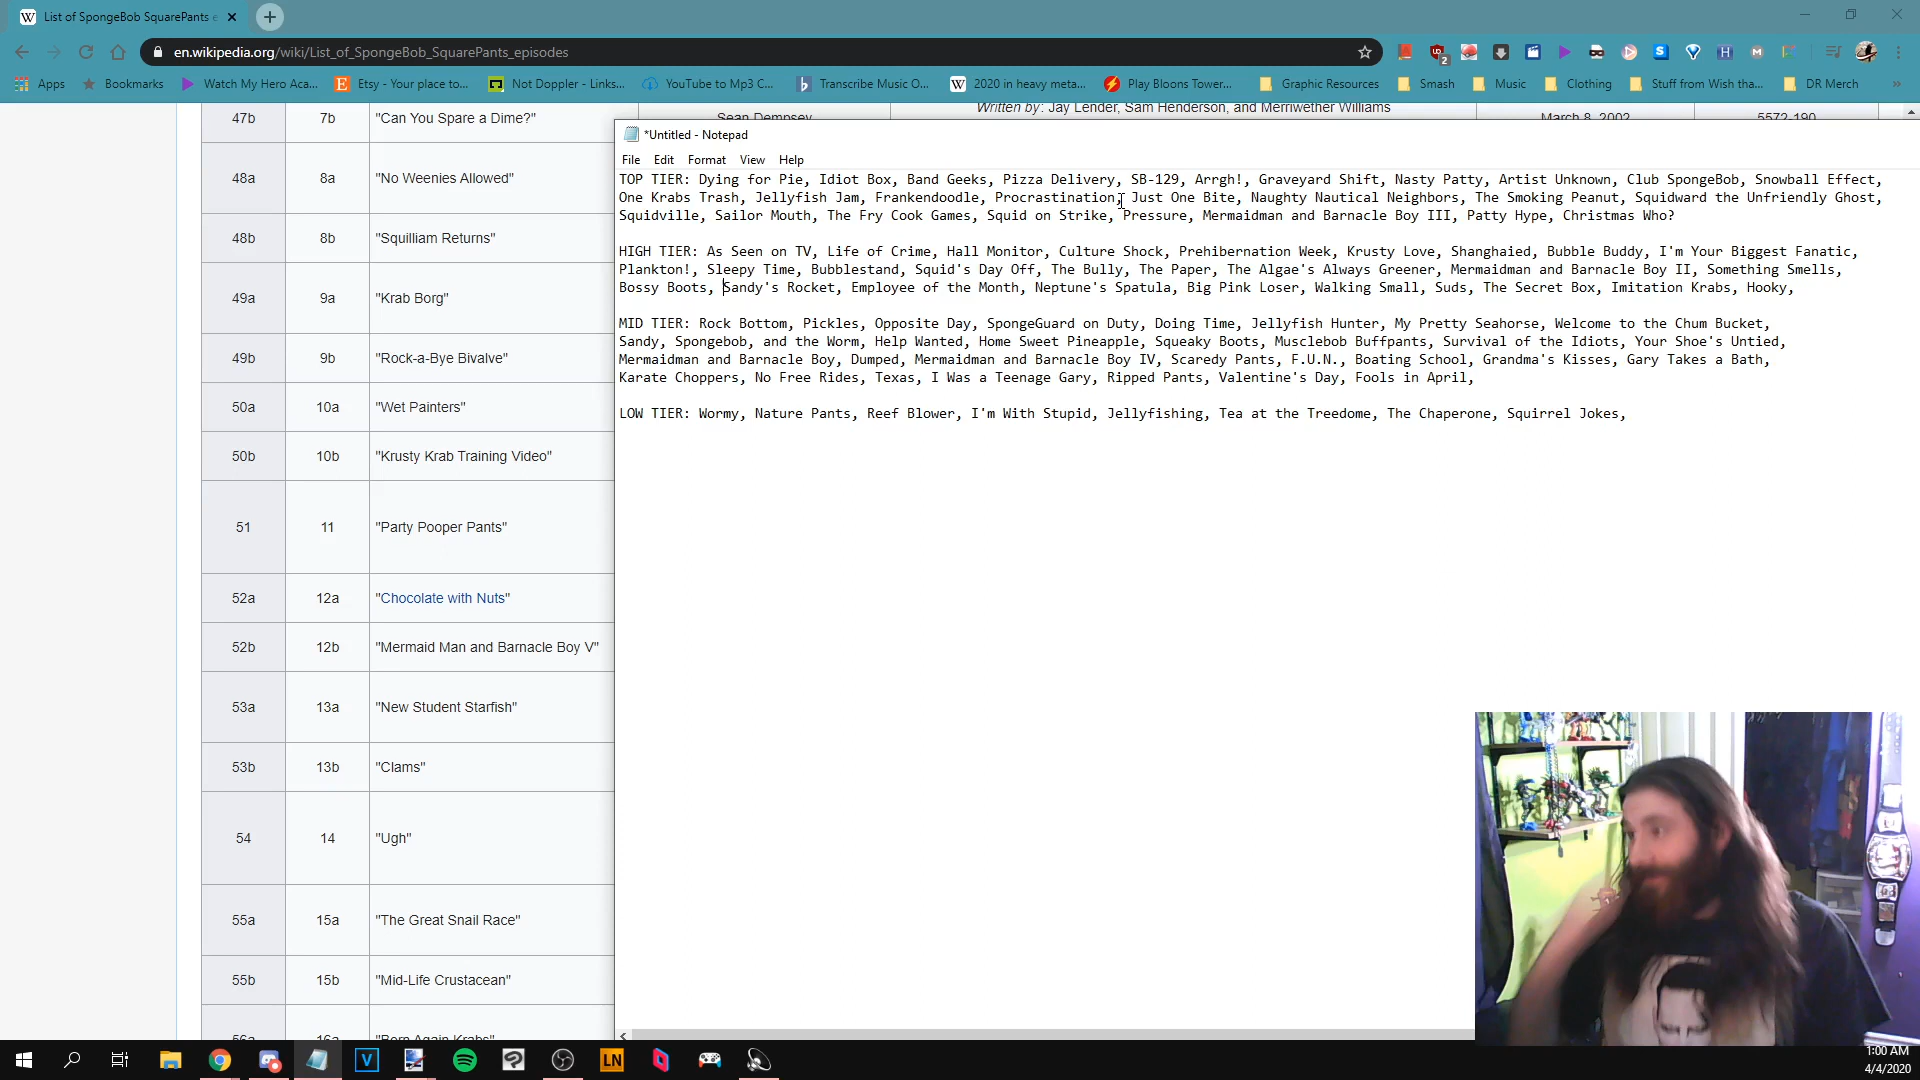 List of SpongeBob SquarePants e
en.wikipedia.org/wiki/List_of_SpongeBob_SquarePants_episodes
2
Apps
Bookmarks
Watch My Hero Aca...
Etsy - Your place to...
Not Doppler - Links...
YouTube to Mp3 C...
Transcribe Music O...
2020 in heavy meta...
Play Bloons Tower...
Graphic Resources
Smash
Music
Clothing
Stuff from Wish tha...
DR Merch
Written by: Jay Lender, Sam Henderson, and Merriwether Williams
47b 7b "Can You Spare a Dime?" Sean Dempsey March 8, 2002 5572-190
48a 8a "No Weenies Allowed"
48b 8b "Squilliam Returns"
49a 9a "Krab Borg"
49b 9b "Rock-a-Bye Bivalve"
50a 10a "Wet Painters"
50b 10b "Krusty Krab Training Video"
51 11 "Party Pooper Pants"
52a 12a "Chocolate with Nuts"
52b 12b "Mermaid Man and Barnacle Boy V"
53a 13a "New Student Starfish"
53b 13b "Clams"
54 14 "Ugh"
55a 15a "The Great Snail Race"
55b 15b "Mid-Life Crustacean"
56a 16a "Born Again Krabs"
*Untitled - Notepad
File Edit Format View Help
TOP TIER: Dying for Pie, Idiot Box, Band Geeks, Pizza Delivery, SB-129, Arrgh!, Graveyard Shift, Nasty Patty, Artist Unknown, Club SpongeBob, Snowball Effect,
One Krabs Trash, Jellyfish Jam, Frankendoodle, Procrastination, Just One Bite, Naughty Nautical Neighbors, The Smoking Peanut, Squidward the Unfriendly Ghost,
Squidville, Sailor Mouth, The Fry Cook Games, Squid on Strike, Pressure, Mermaidman and Barnacle Boy III, Patty Hype, Christmas Who?
HIGH TIER: As Seen on TV, Life of Crime, Hall Monitor, Culture Shock, Prehibernation Week, Krusty Love, Shanghaied, Bubble Buddy, I'm Your Biggest Fanatic,
Plankton!, Sleepy Time, Bubblestand, Squid's Day Off, The Bully, The Paper, The Algae's Always Greener, Mermaidman and Barnacle Boy II, Something Smells,
Bossy Boots, Sandy's Rocket, Employee of the Month, Neptune's Spatula, Big Pink Loser, Walking Small, Suds, The Secret Box, Imitation Krabs, Hooky,
MID TIER: Rock Bottom, Pickles, Opposite Day, SpongeGuard on Duty, Doing Time, Jellyfish Hunter, My Pretty Seahorse, Welcome to the Chum Bucket,
Sandy, Spongebob, and the Worm, Help Wanted, Home Sweet Pineapple, Squeaky Boots, Musclebob Buffpants, Survival of the Idiots, Your Shoe's Untied,
Mermaidman and Barnacle Boy, Dumped, Mermaidman and Barnacle Boy IV, Scaredy Pants, F.U.N., Boating School, Grandma's Kisses, Gary Takes a Bath,
Karate Choppers, No Free Rides, Texas, I Was a Teenage Gary, Ripped Pants, Valentine's Day, Fools in April,
LOW TIER: Wormy, Nature Pants, Reef Blower, I'm With Stupid, Jellyfishing, Tea at the Treedome, The Chaperone, Squirrel Jokes,
LN
1:00 AM
4/4/2020